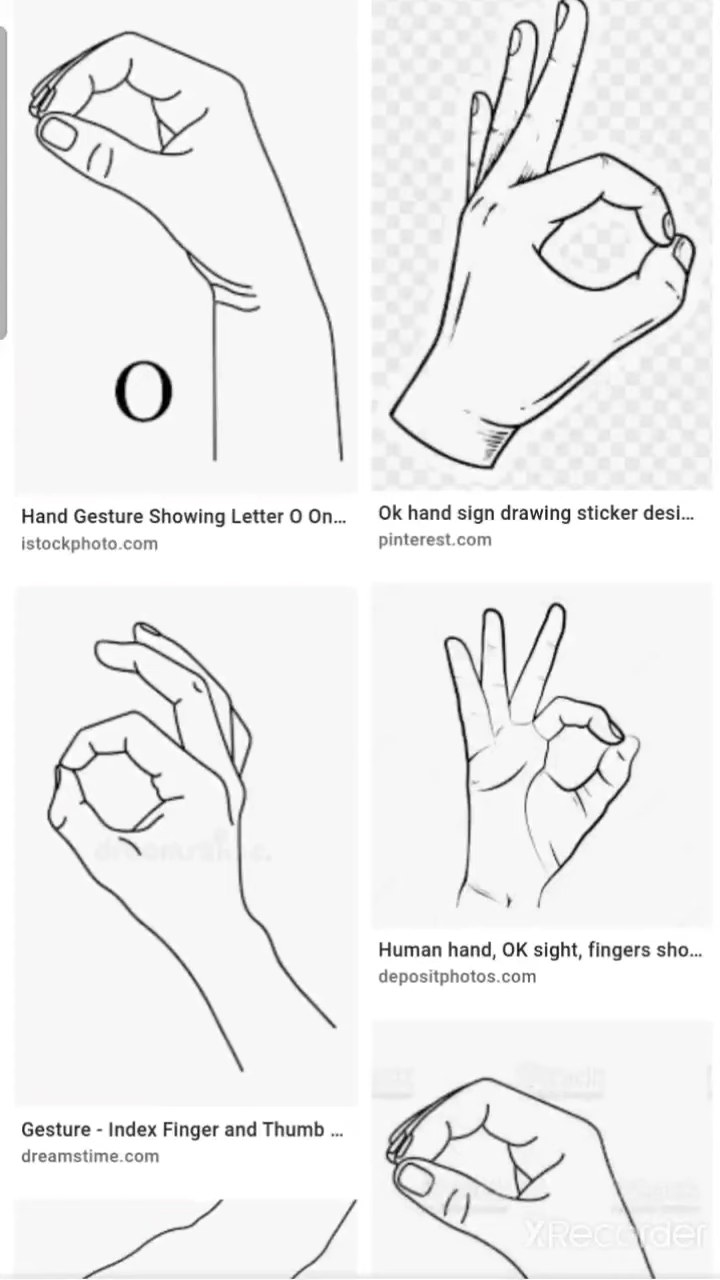 O
Hand Gesture Showing Letter O On...
istockphoto.com
Ok hand sign drawing sticker desi...
pinterest.com
Human hand, OK sight, fingers sho...
depositphotos.com
Gesture - Index Finger and Thumb ...
dreamstime.com
XRecorder